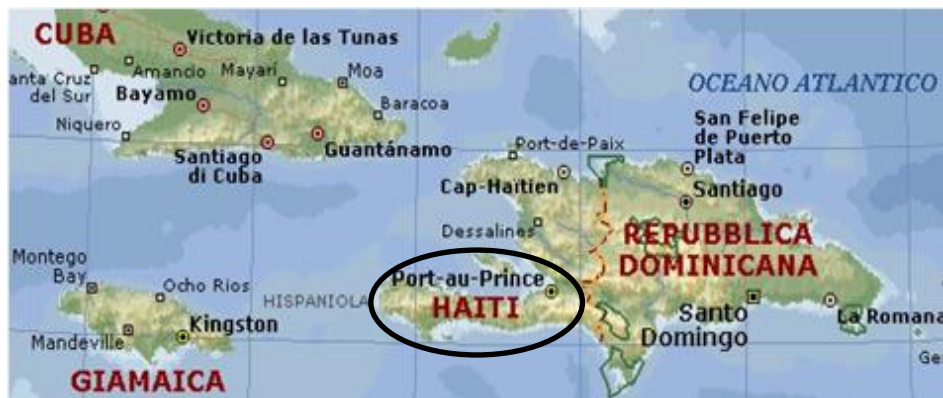 CUBA
Victoria de las Tunas
Amancio
Mayarí
Moa
anta Cruz
del Sur
Bayamo
Baracoa
Niquero
Santiago
di Cuba
Guantánamo
OCEANO ATLANTICO
San Felipe
de Puerto
Plata
Port-de-Paix
Cap-Haïtien
Santiago
Dessalines
REPUBBLICA
DOMINICANA
Montego
Bay
Ocho Rios
HISPANIOLA
Port-au-Prince
HAITI
Kingston
Mandeville
GIAMAICA
Santo
Domingo
La Romana
Ge